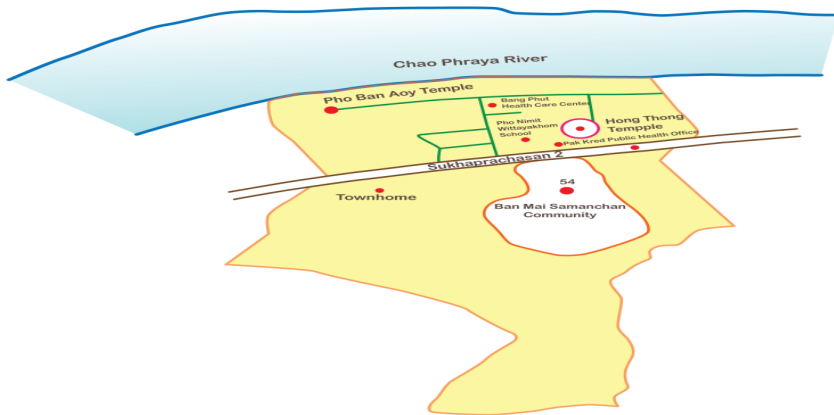 Chao Phraya River
Pho Ban Aoy Temple
Bang Phut
Health Care Center
Pho Nimit
Wittayakhom
School
Hong Thong
Tempple
Pak Kred Public Health Office
Sukhaprachasan 2
Townhome
54
Ban Mai Samanchan
Community